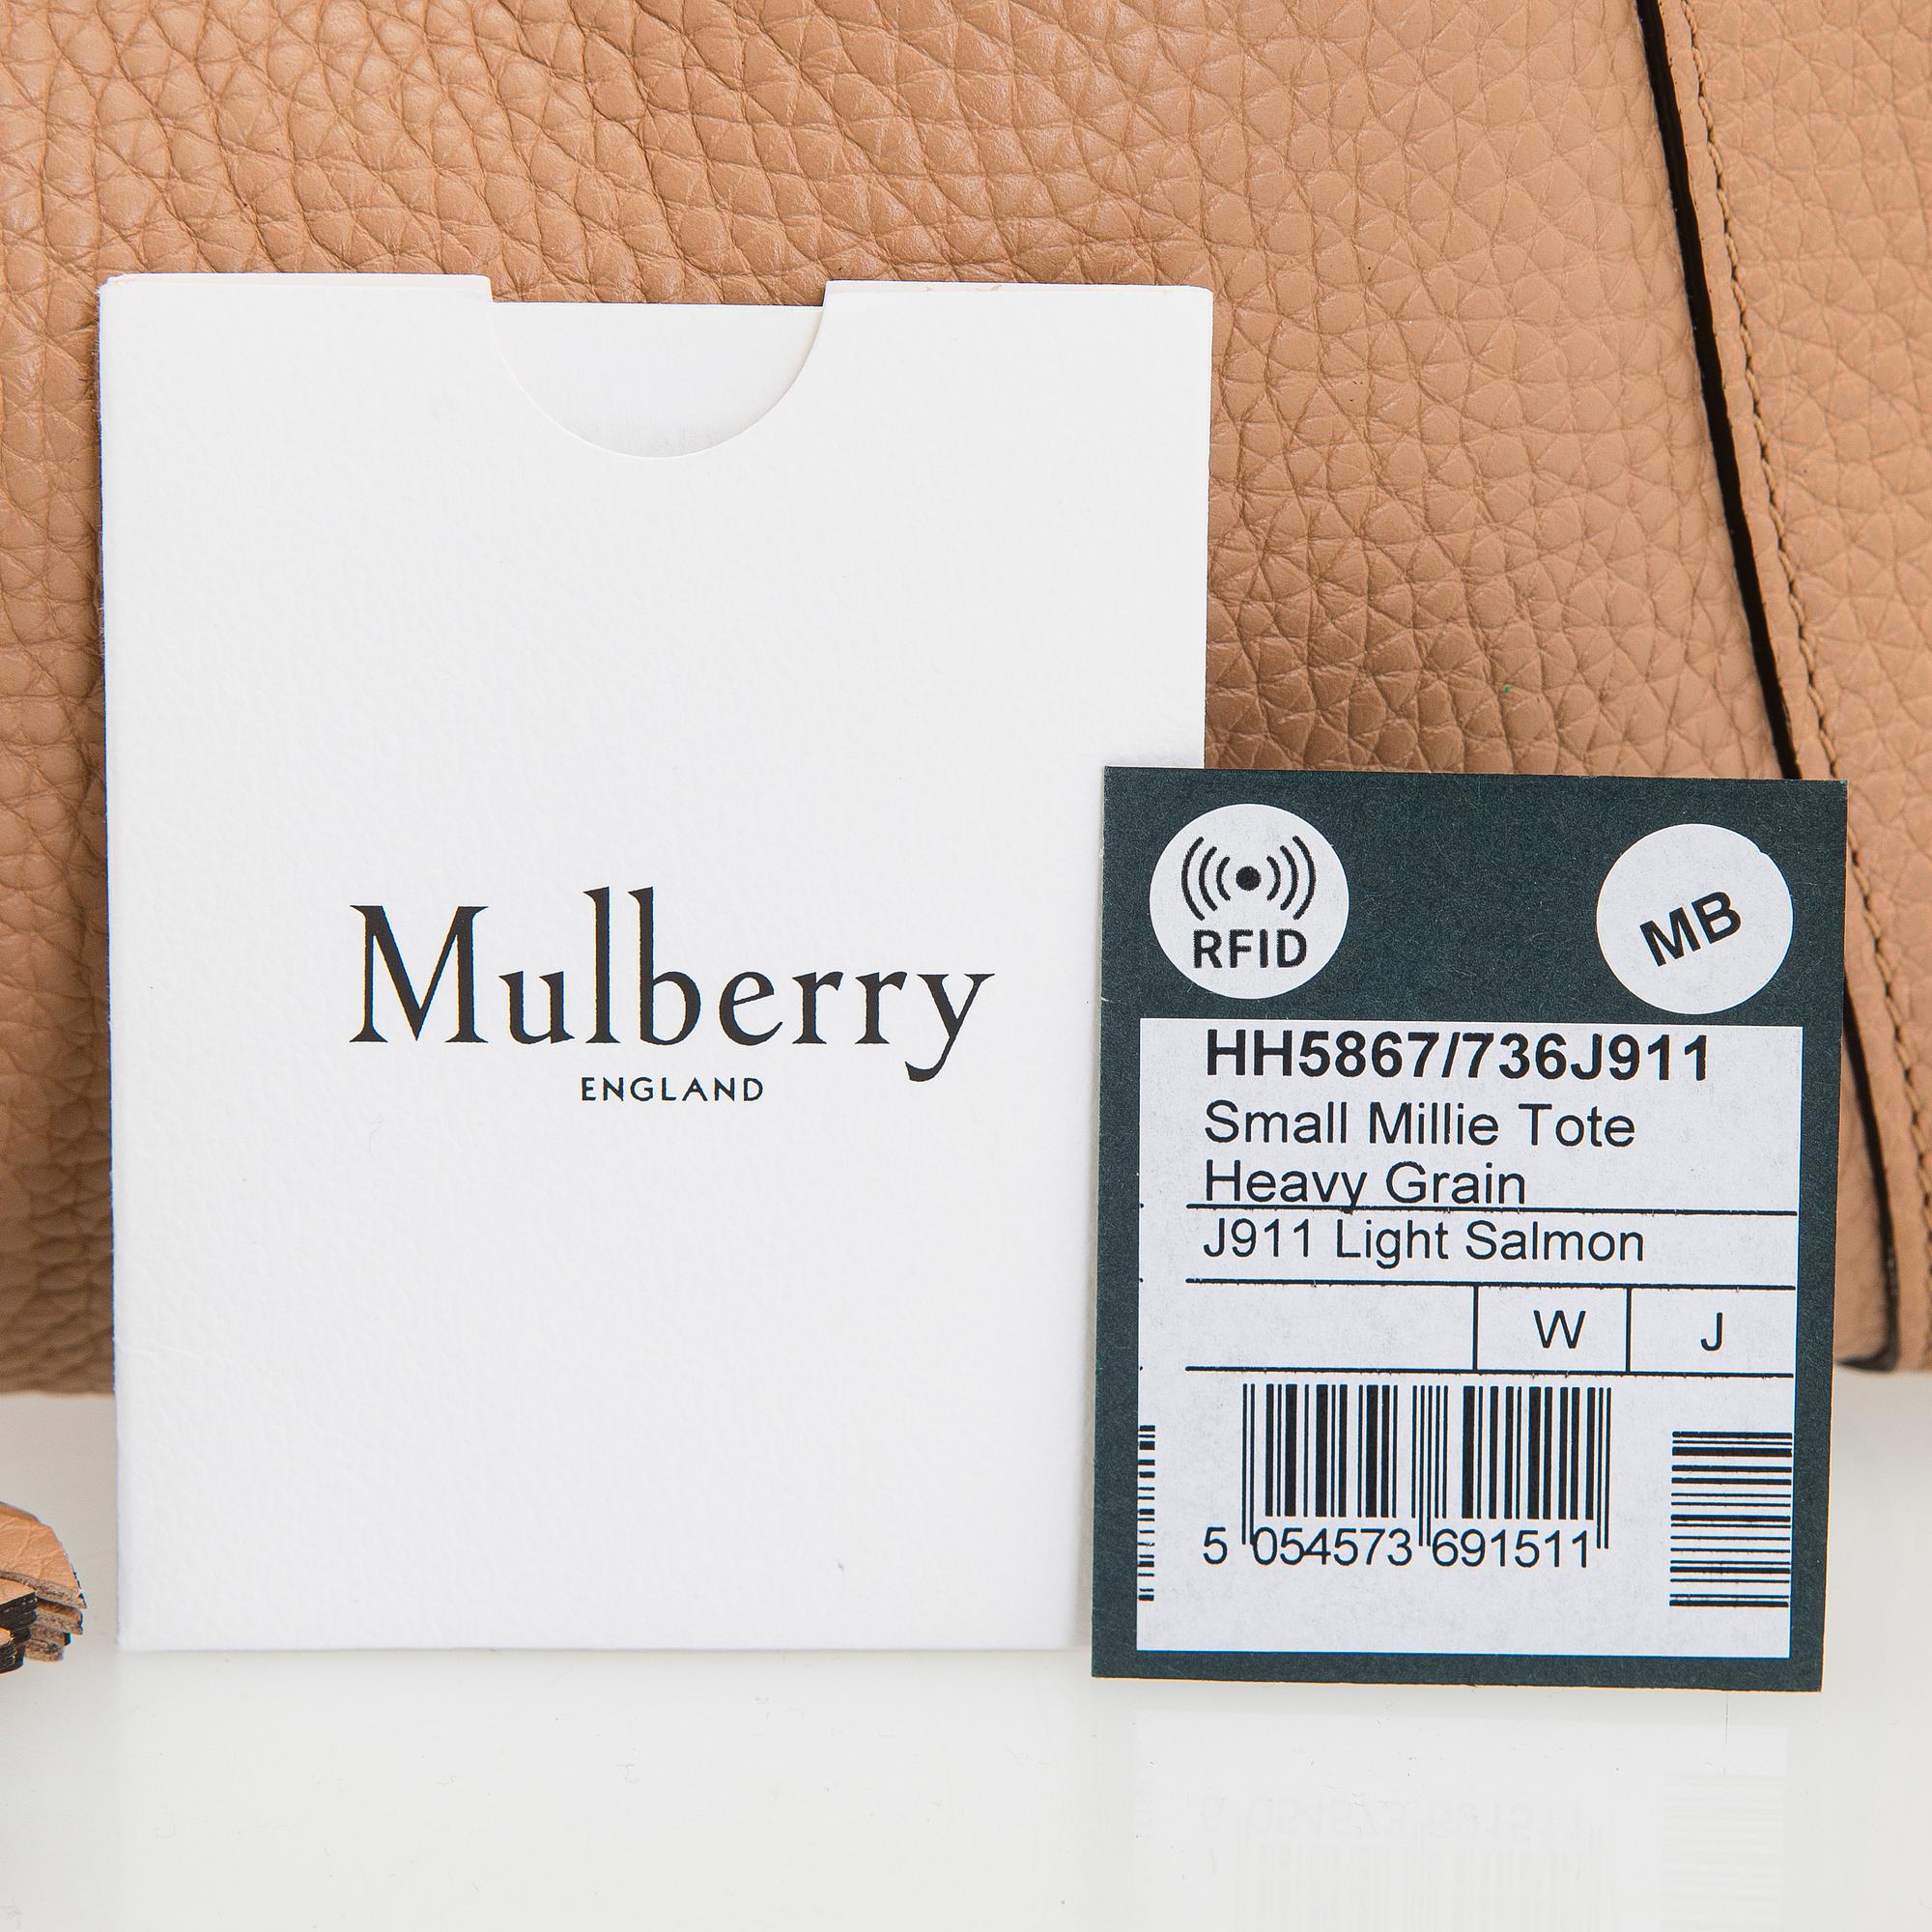 Mulberry
ENGLAND
RFID
MB
HH5867/736J911
Small Millie Tote
Heavy Grain
J911 Light Salmon
W J
5 054573 691511